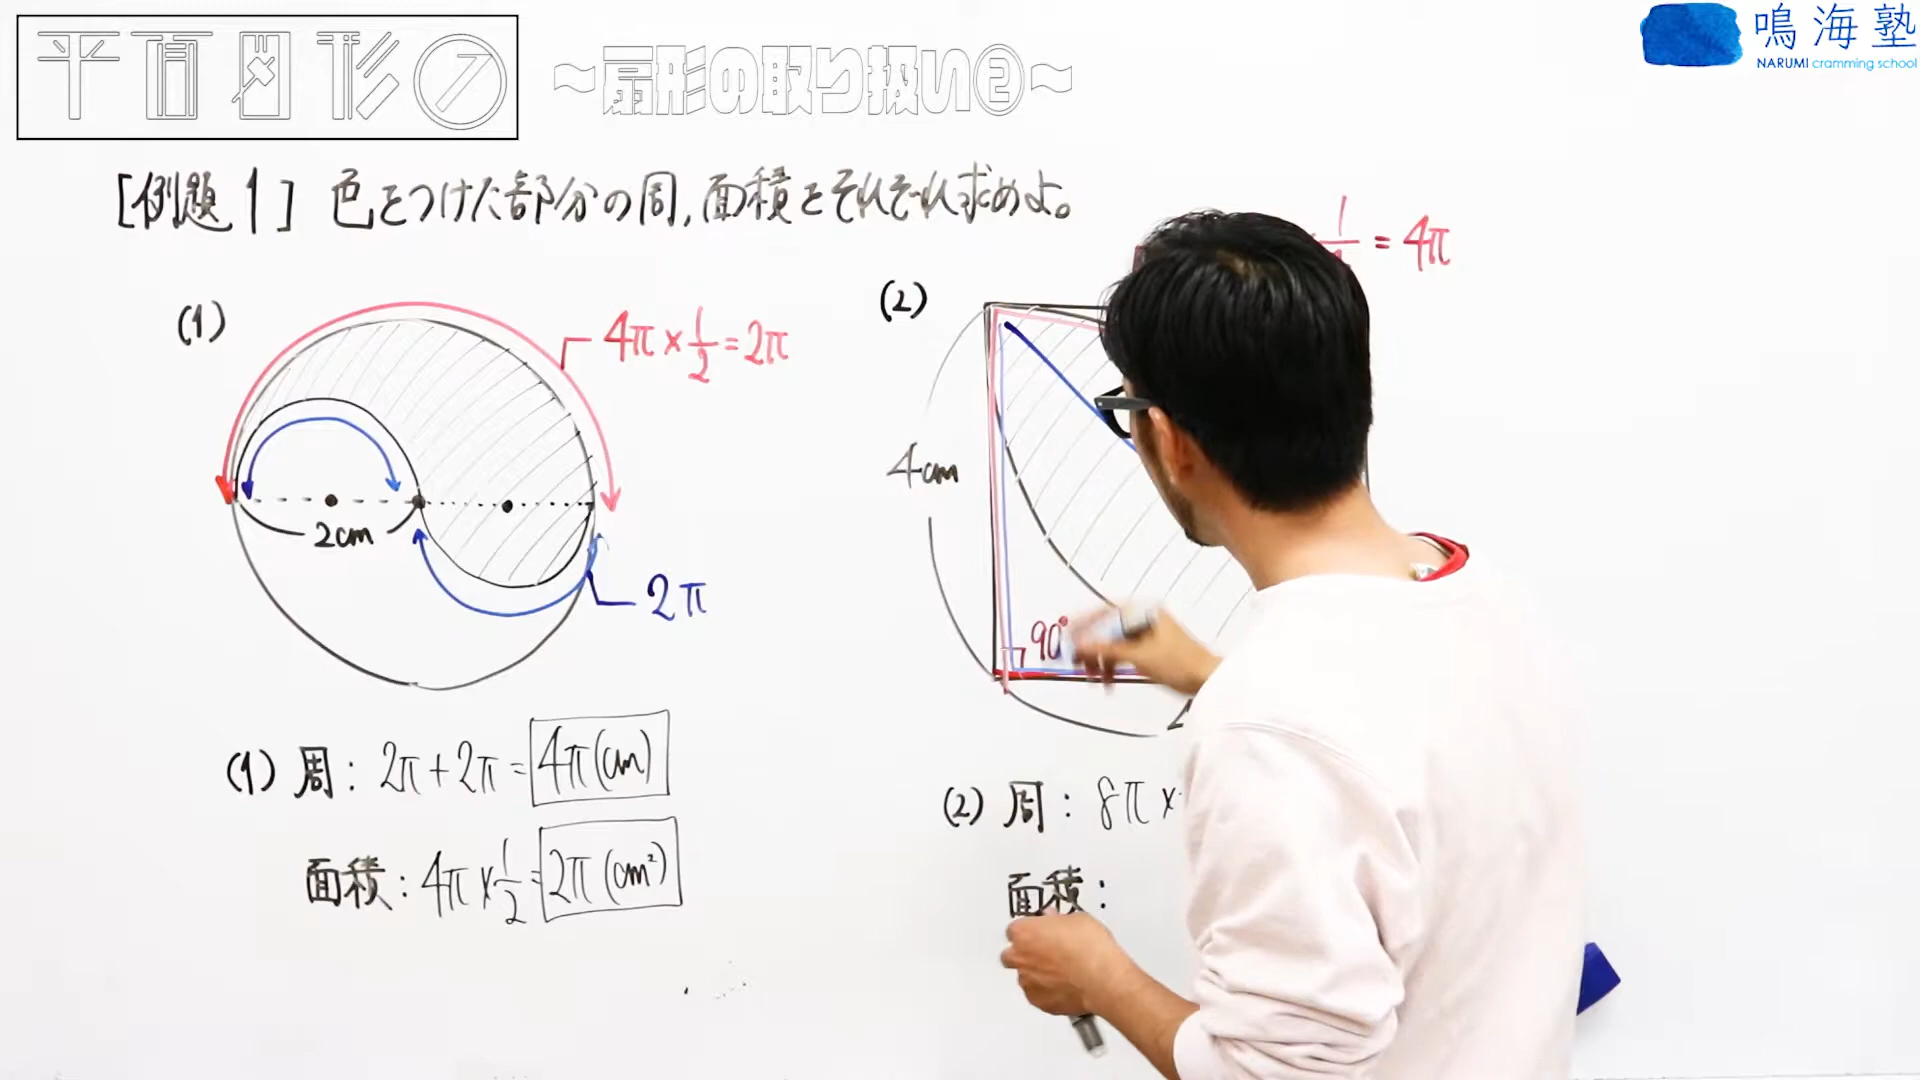 平面図形⑦ ~扇形の取り扱い②~
鳴海塾
NARUMI cramming school
[例題1] 色をつけた部分の周,面積をそれぞれ求めよ。
(1)
4π×1/2=2π
2cm
2π
(1) 周: 2π+2π=4π(cm)
面積: 4π×1/2=2π(cm²)
(2)
1 = 4π
4cm
90°
(2) 周: 8π×
面積: